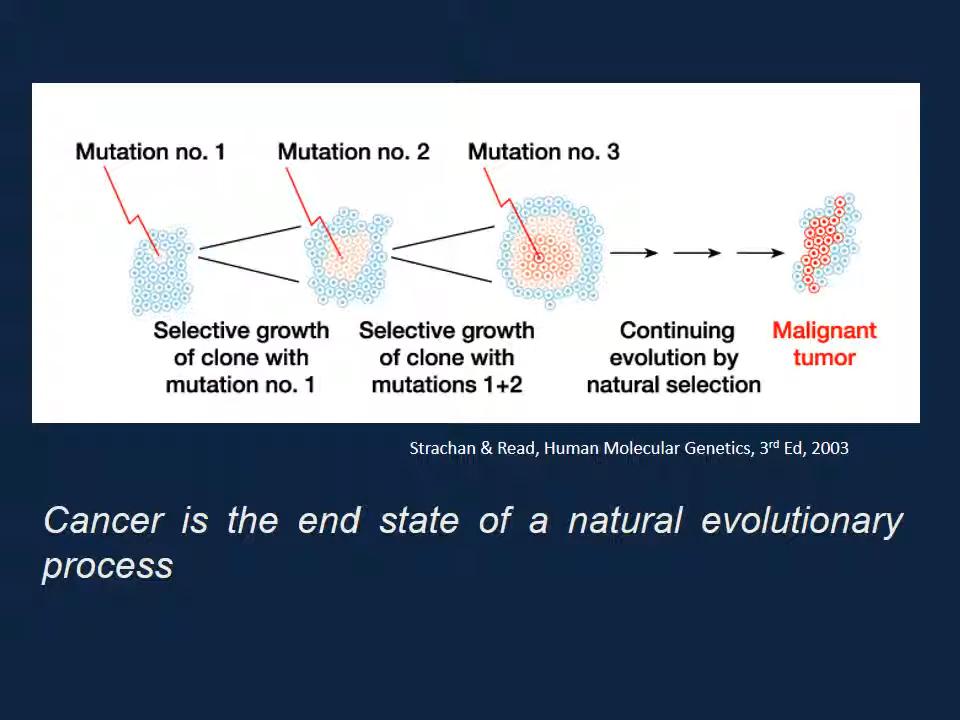 Mutation no. 1
Mutation no. 2
Mutation no. 3
Selective growth
of clone with
mutation no. 1
Selective growth
of clone with
mutations 1+2
Continuing
evolution by
natural selection
Malignant
tumor
Strachan & Read, Human Molecular Genetics, 3rd Ed, 2003
Cancer is the end state of a natural evolutionary
process